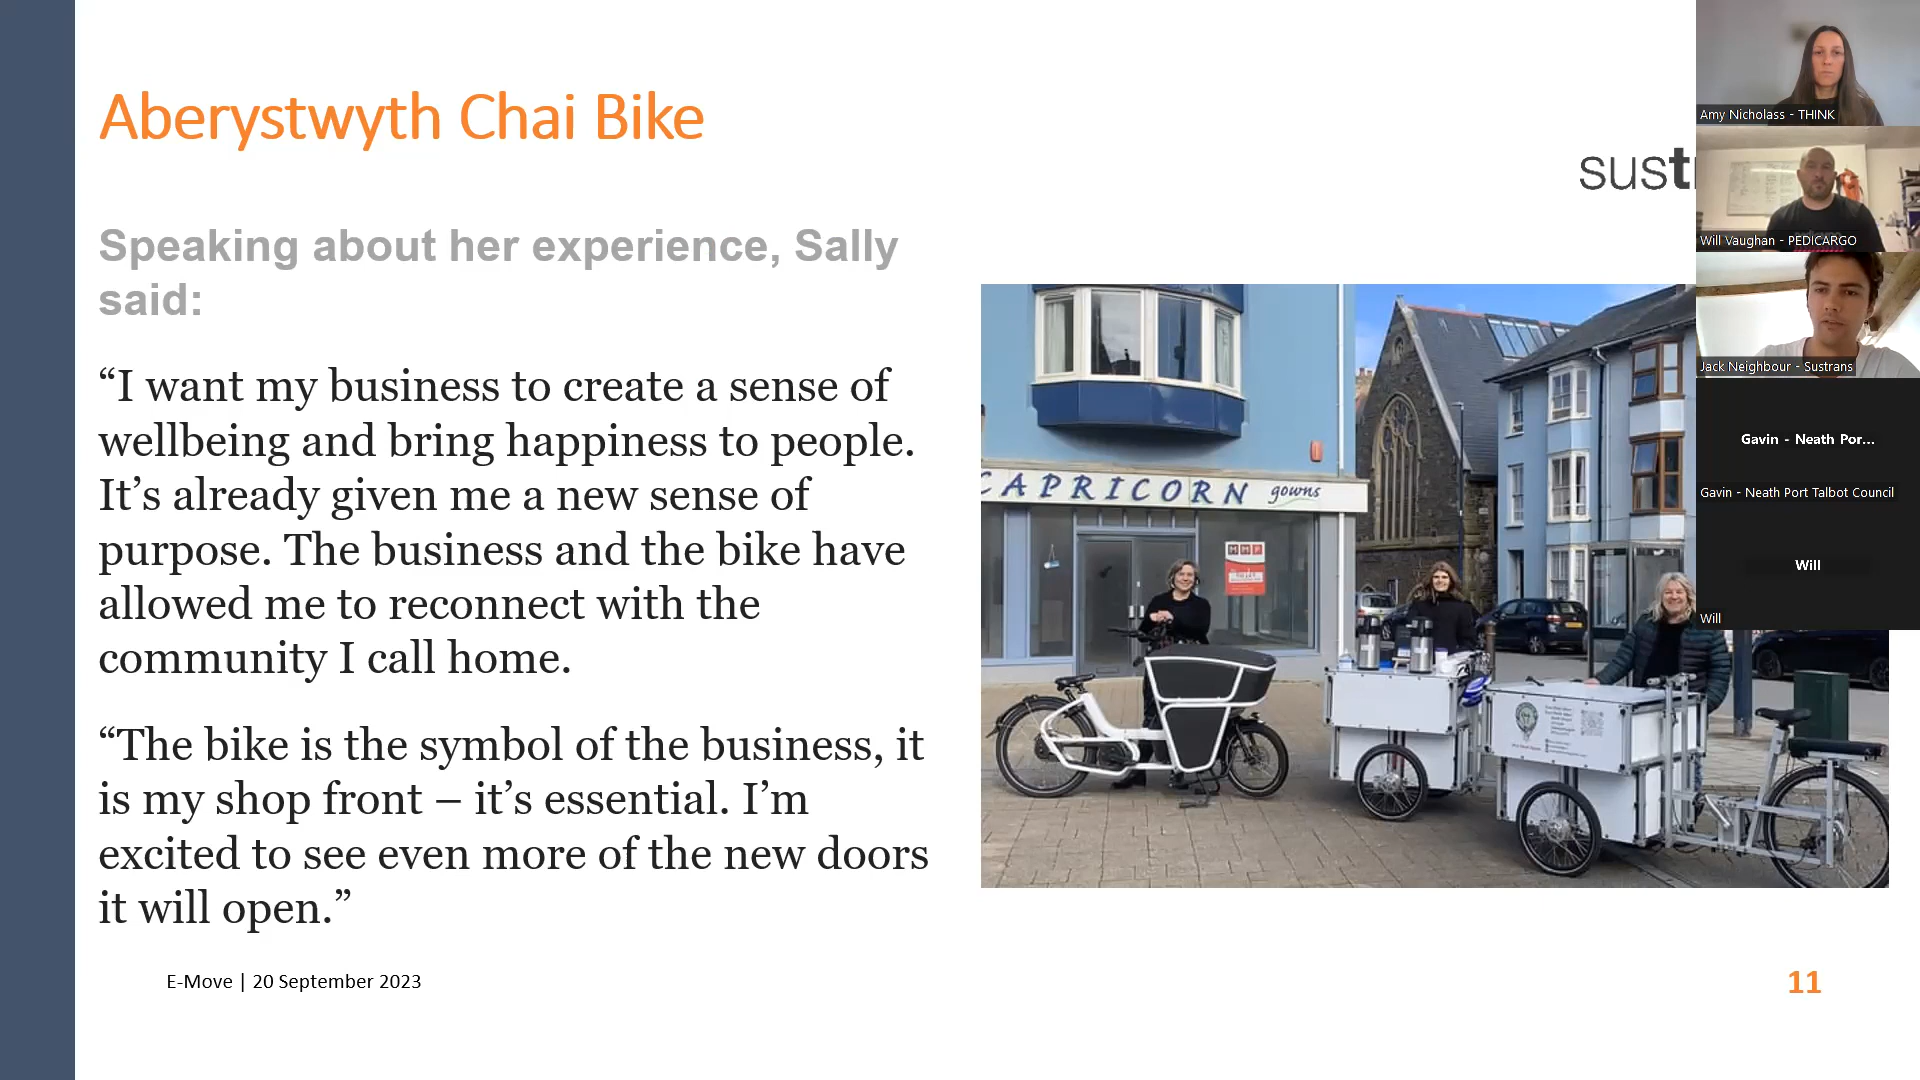 Aberystwyth Chai Bike
sust
Speaking about her experience, Sally
said:
“I want my business to create a sense of
wellbeing and bring happiness to people.
It’s already given me a new sense of
purpose. The business and the bike have
allowed me to reconnect with the
community I call home.
“The bike is the symbol of the business, it
is my shop front – it’s essential. I’m
excited to see even more of the new doors
it will open.”
E-Move | 20 September 2023
11
CAPRICORN gowns
MMP
TO LET
Amy Nicholass - THINK
Will Vaughan - PEDICARGO
Jack Neighbour - Sustrans
Gavin - Neath Por...
Gavin - Neath Port Talbot Council
Will
Will